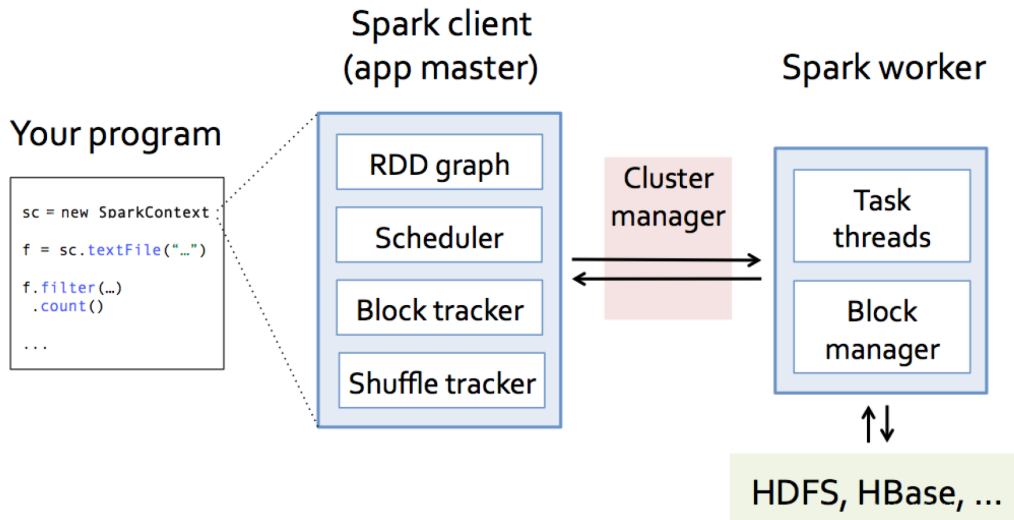 Your program
sc = new SparkContext
f = sc.textFile("…")
f.filter(…)
.count()
...
Spark client
(app master)
RDD graph
Scheduler
Block tracker
Shuffle tracker
Cluster
manager
Spark worker
Task
threads
Block
manager
HDFS, HBase, …